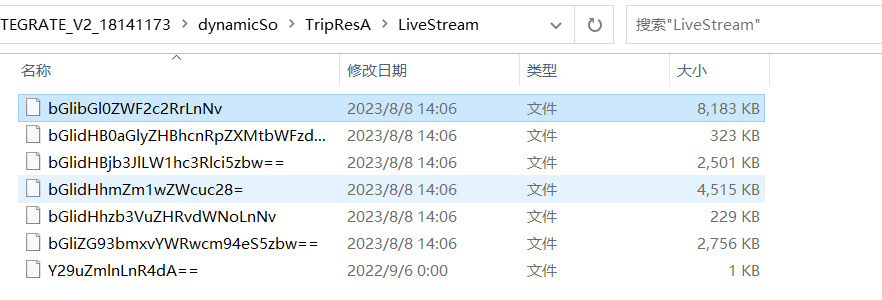 TEGRATE_V2_18141173 > dynamicSo > TripResA > LiveStream 搜索"LiveStream"
名称 修改日期 类型 大小
bGlibGl0ZWF2c2RrLnNv 2023/8/8 14:06 文件 8,183 KB
bGlidHB0aGlyZHBhcnRpZXMtbWFzd... 2023/8/8 14:06 文件 323 KB
bGlidHBjb3JlLW1hc3Rlci5zbw== 2023/8/8 14:06 文件 2,501 KB
bGlidHhmZm1wZWcuc28= 2023/8/8 14:06 文件 4,515 KB
bGlidHhzb3VuZHRvdWNoLnNv 2023/8/8 14:06 文件 229 KB
bGliZG93bmxvYWRwcm94eS5zbw== 2023/8/8 14:06 文件 2,756 KB
Y29uZmlnLnR4dA== 2022/9/6 0:00 文件 1 KB